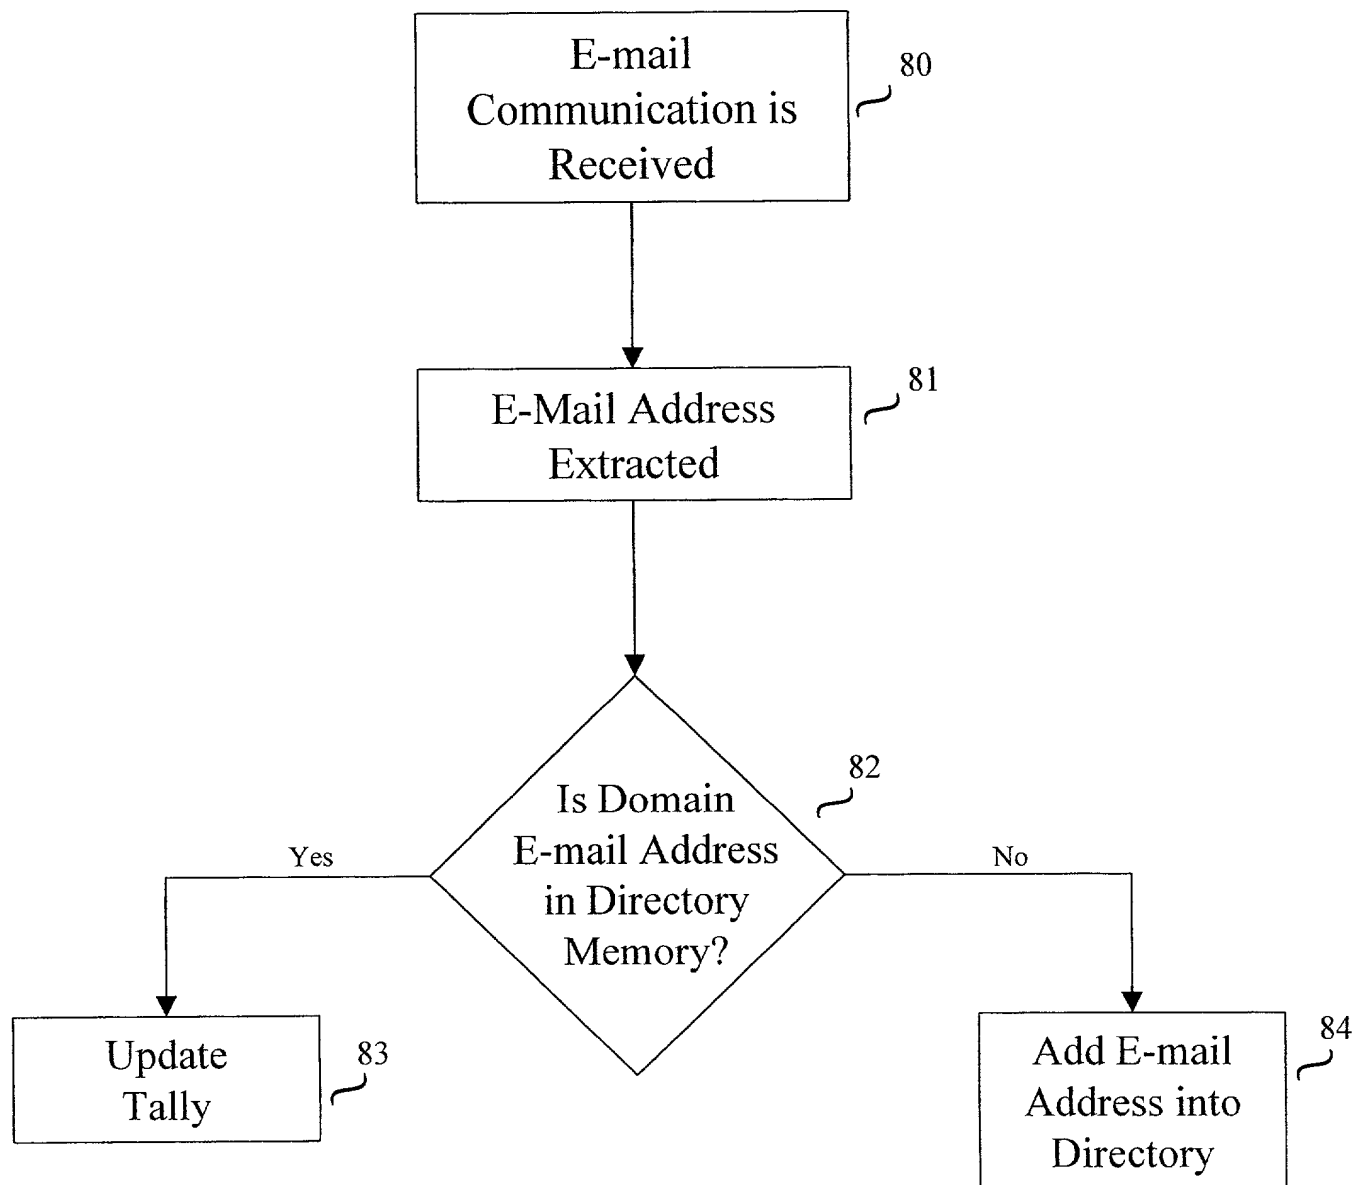 E-mail
Communication is
Received
80
E-Mail Address
Extracted
81
Is Domain
E-mail Address
in Directory
Memory?
82
Yes
No
Update
Tally
83
Add E-mail
Address into
Directory
84